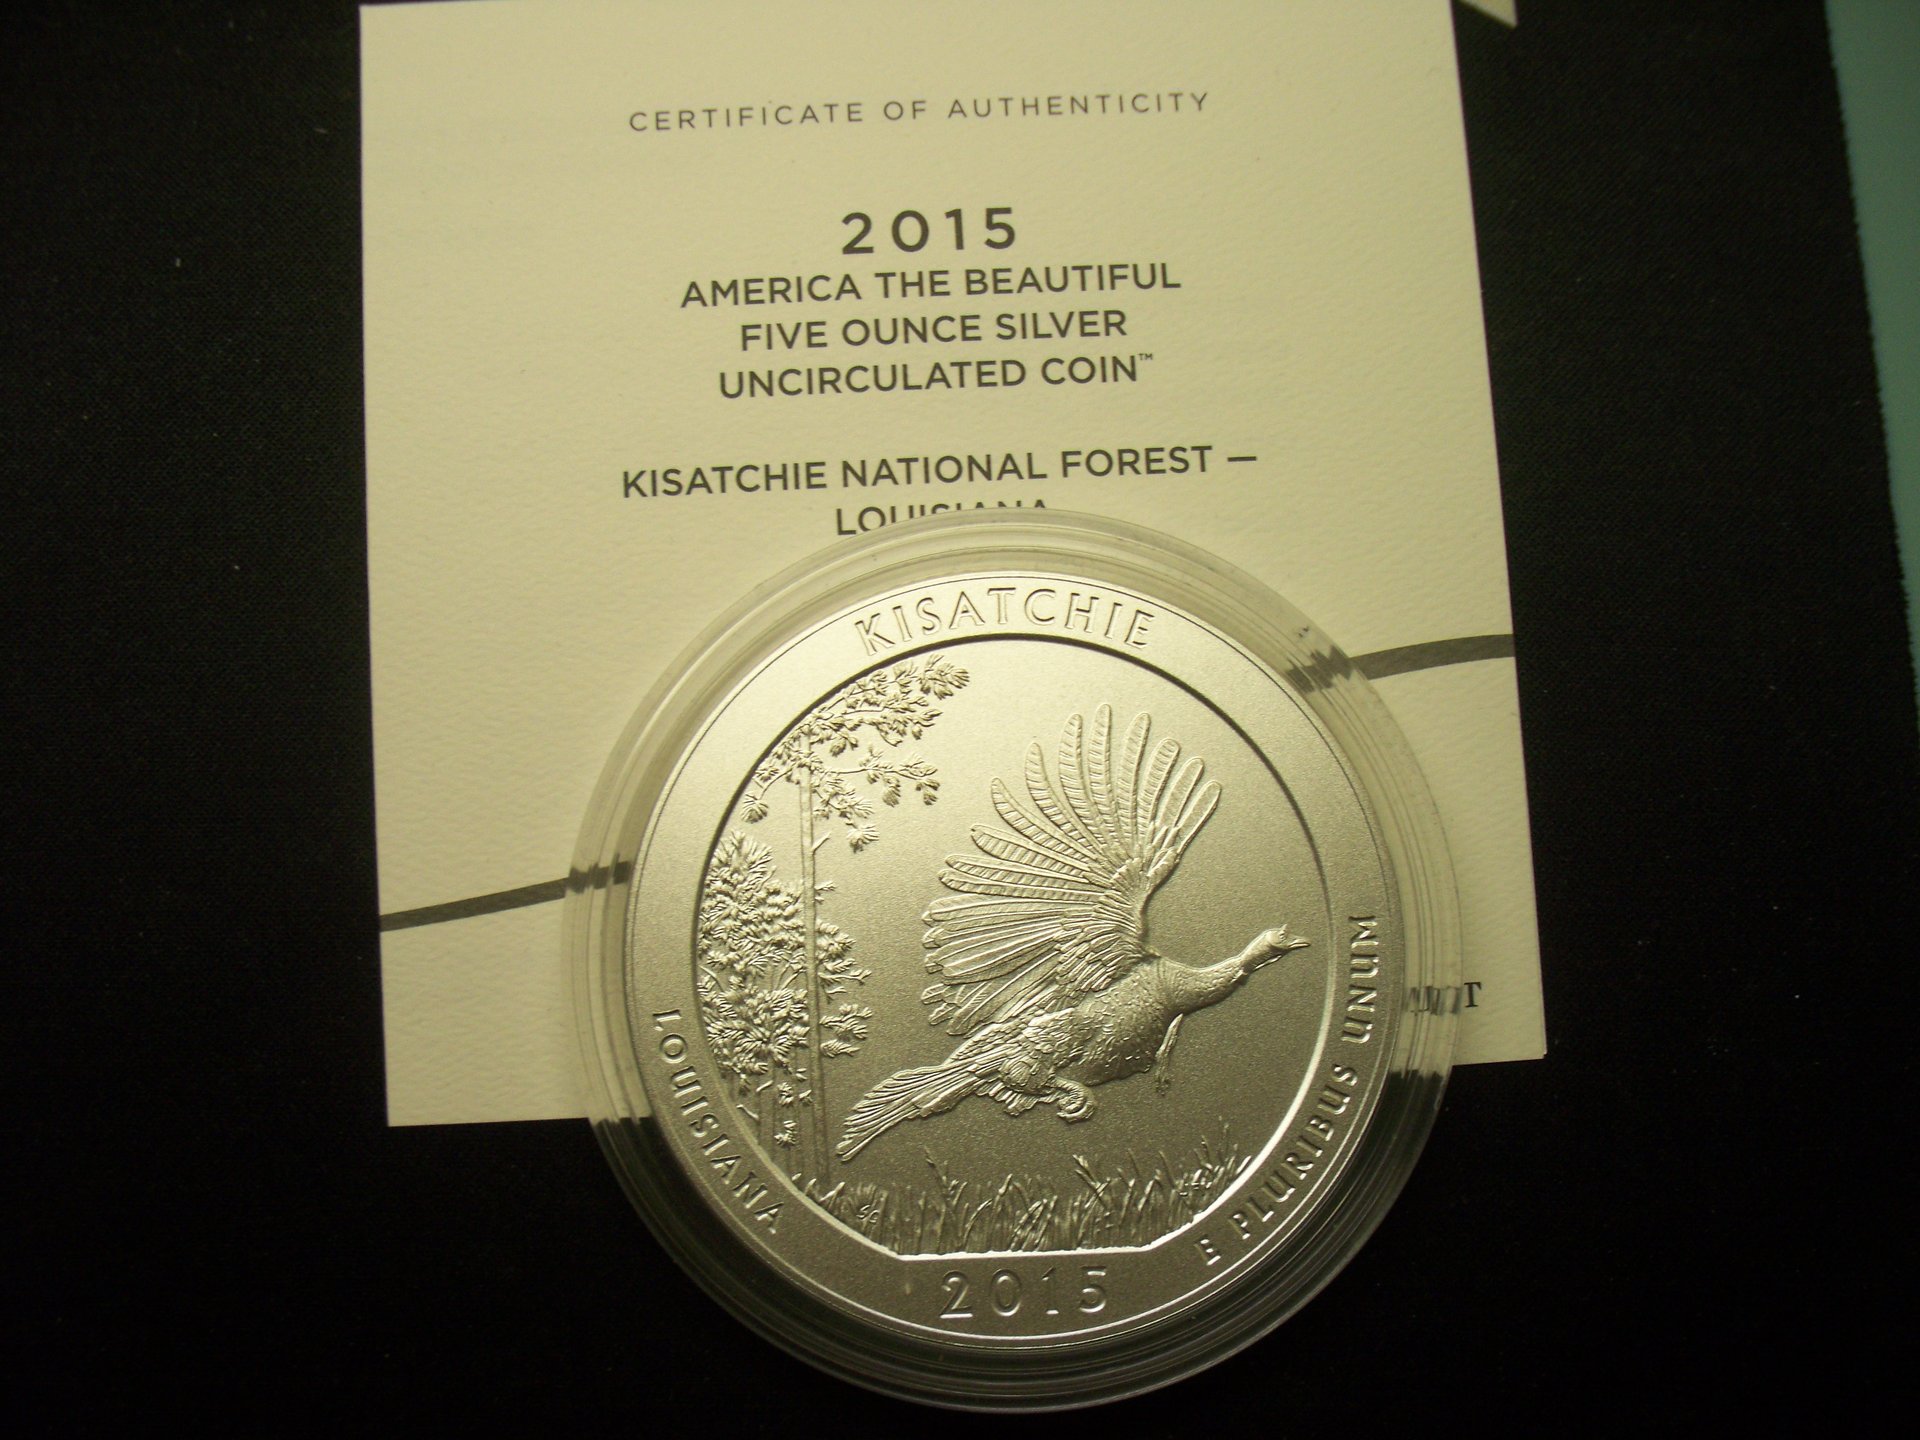 CERTIFICATE OF AUTHENTICITY
2015
AMERICA THE BEAUTIFUL
FIVE OUNCE SILVER
UNCIRCULATED COIN™
KISATCHIE NATIONAL FOREST —
LOUISIANA
KISATCHIE
LOUISIANA
E PLURIBUS UNUM
2015